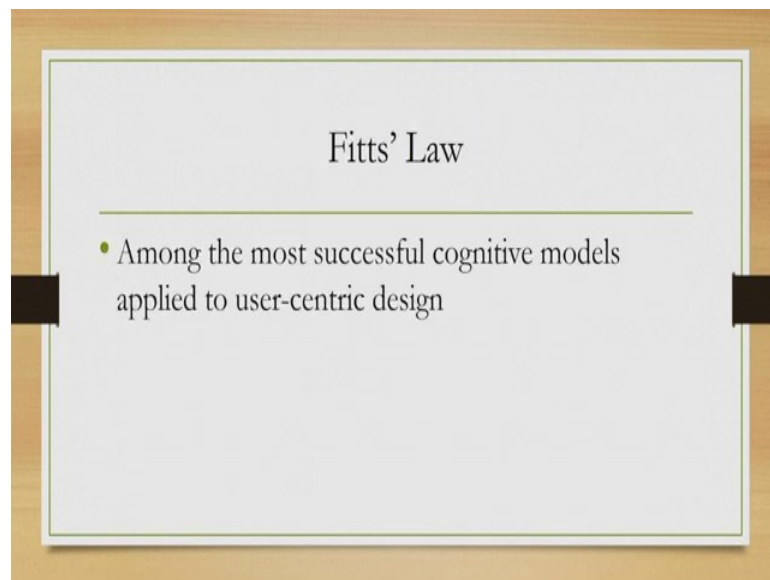 Fitts’ Law
• Among the most successful cognitive models
applied to user-centric design